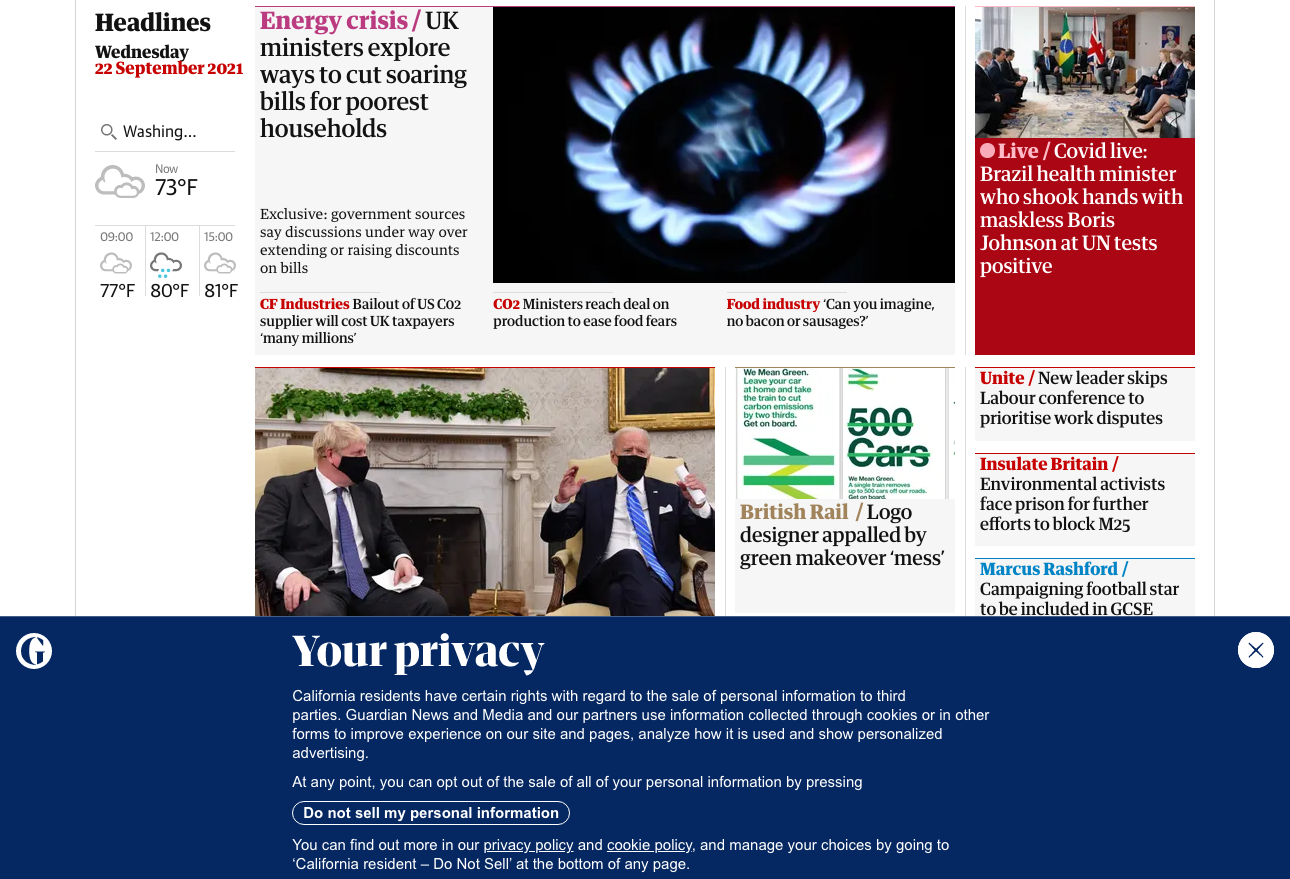 Headlines
Wednesday
22 September 2021
Washing...
Now
73°F
09:00
12:00
15:00
77°F
80°F
81°F
Energy crisis / UK
ministers explore
ways to cut soaring
bills for poorest
households
Exclusive: government sources
say discussions under way over
extending or raising discounts
on bills
CF Industries Bailout of US C02
supplier will cost UK taxpayers
‘many millions’
CO2 Ministers reach deal on
production to ease food fears
Food industry ‘Can you imagine,
no bacon or sausages?’
Live / Covid live:
Brazil health minister
who shook hands with
maskless Boris
Johnson at UN tests
positive
We Mean Green.
Leave your car
at home and take
the train to cut
carbon emissions
by two thirds.
Get on board.
500
Cars
We Mean Green.
A single train removes
up to 500 cars off our roads.
Get on board.
British Rail / Logo
designer appalled by
green makeover ‘mess’
Unite / New leader skips
Labour conference to
prioritise work disputes
Insulate Britain /
Environmental activists
face prison for further
efforts to block M25
Marcus Rashford /
Campaigning football star
to be included in GCSE
G
Your privacy
California residents have certain rights with regard to the sale of personal information to third
parties. Guardian News and Media and our partners use information collected through cookies or in other
forms to improve experience on our site and pages, analyze how it is used and show personalized
advertising.
At any point, you can opt out of the sale of all of your personal information by pressing
Do not sell my personal information
You can find out more in our privacy policy and cookie policy, and manage your choices by going to
‘California resident – Do Not Sell’ at the bottom of any page.